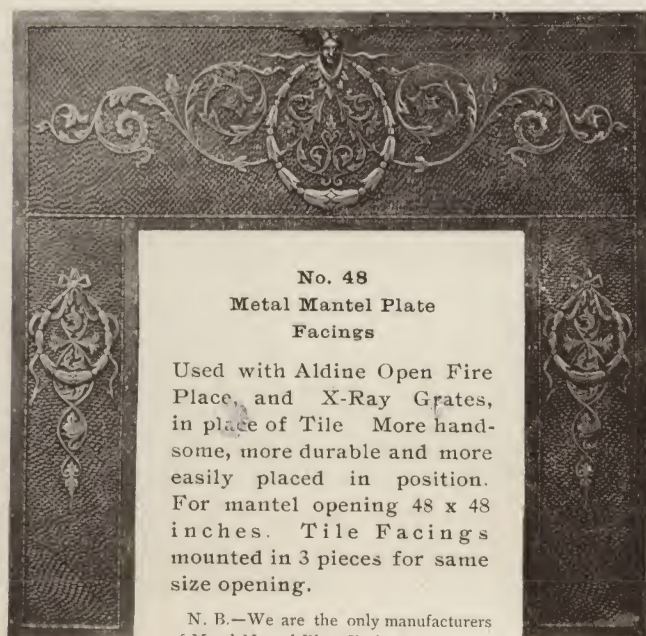 No. 48
Metal Mantel Plate
Facings
Used with Aldine Open Fire
Place, and X-Ray Grates,
in place of Tile More hand-
some, more durable and more
easily placed in position.
For mantel opening 48 x 48
inches. Tile Facings
mounted in 3 pieces for same
size opening.
N. B.—We are the only manufacturers